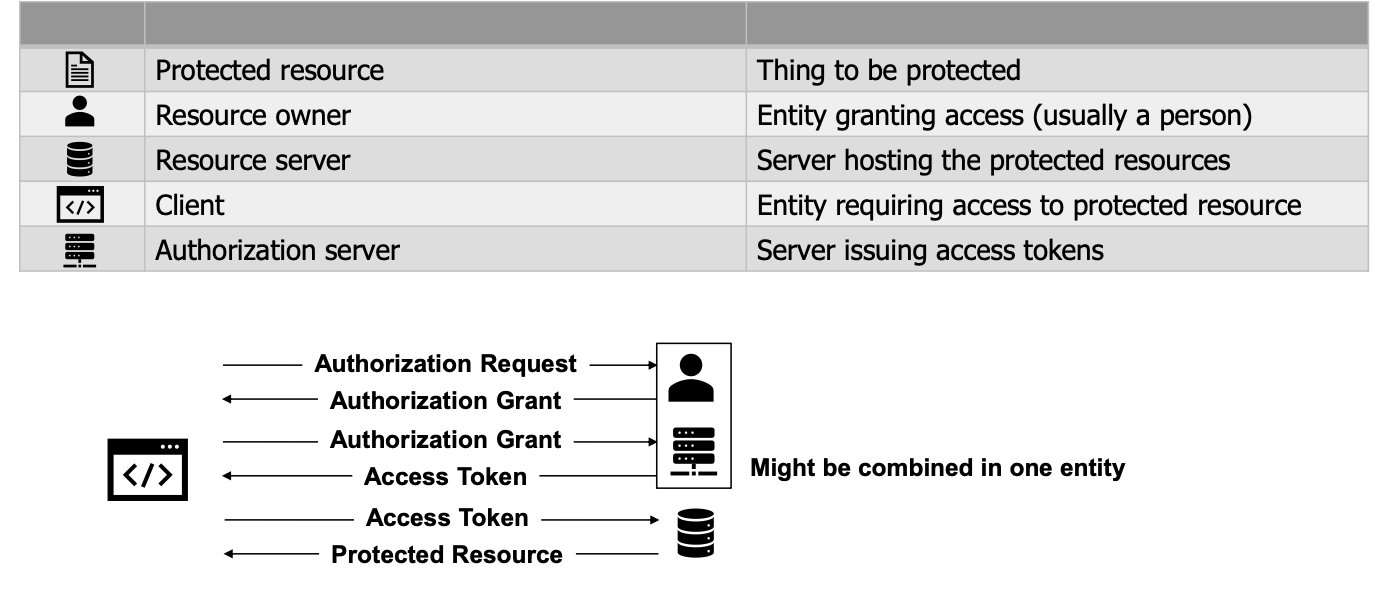 Protected resource
Thing to be protected
Resource owner
Entity granting access (usually a person)
Resource server
Server hosting the protected resources
</>
Client
Entity requiring access to protected resource
Authorization server
Server issuing access tokens
Authorization Request
Authorization Grant
Authorization Grant
Access Token
Might be combined in one entity
</>
Access Token
Protected Resource